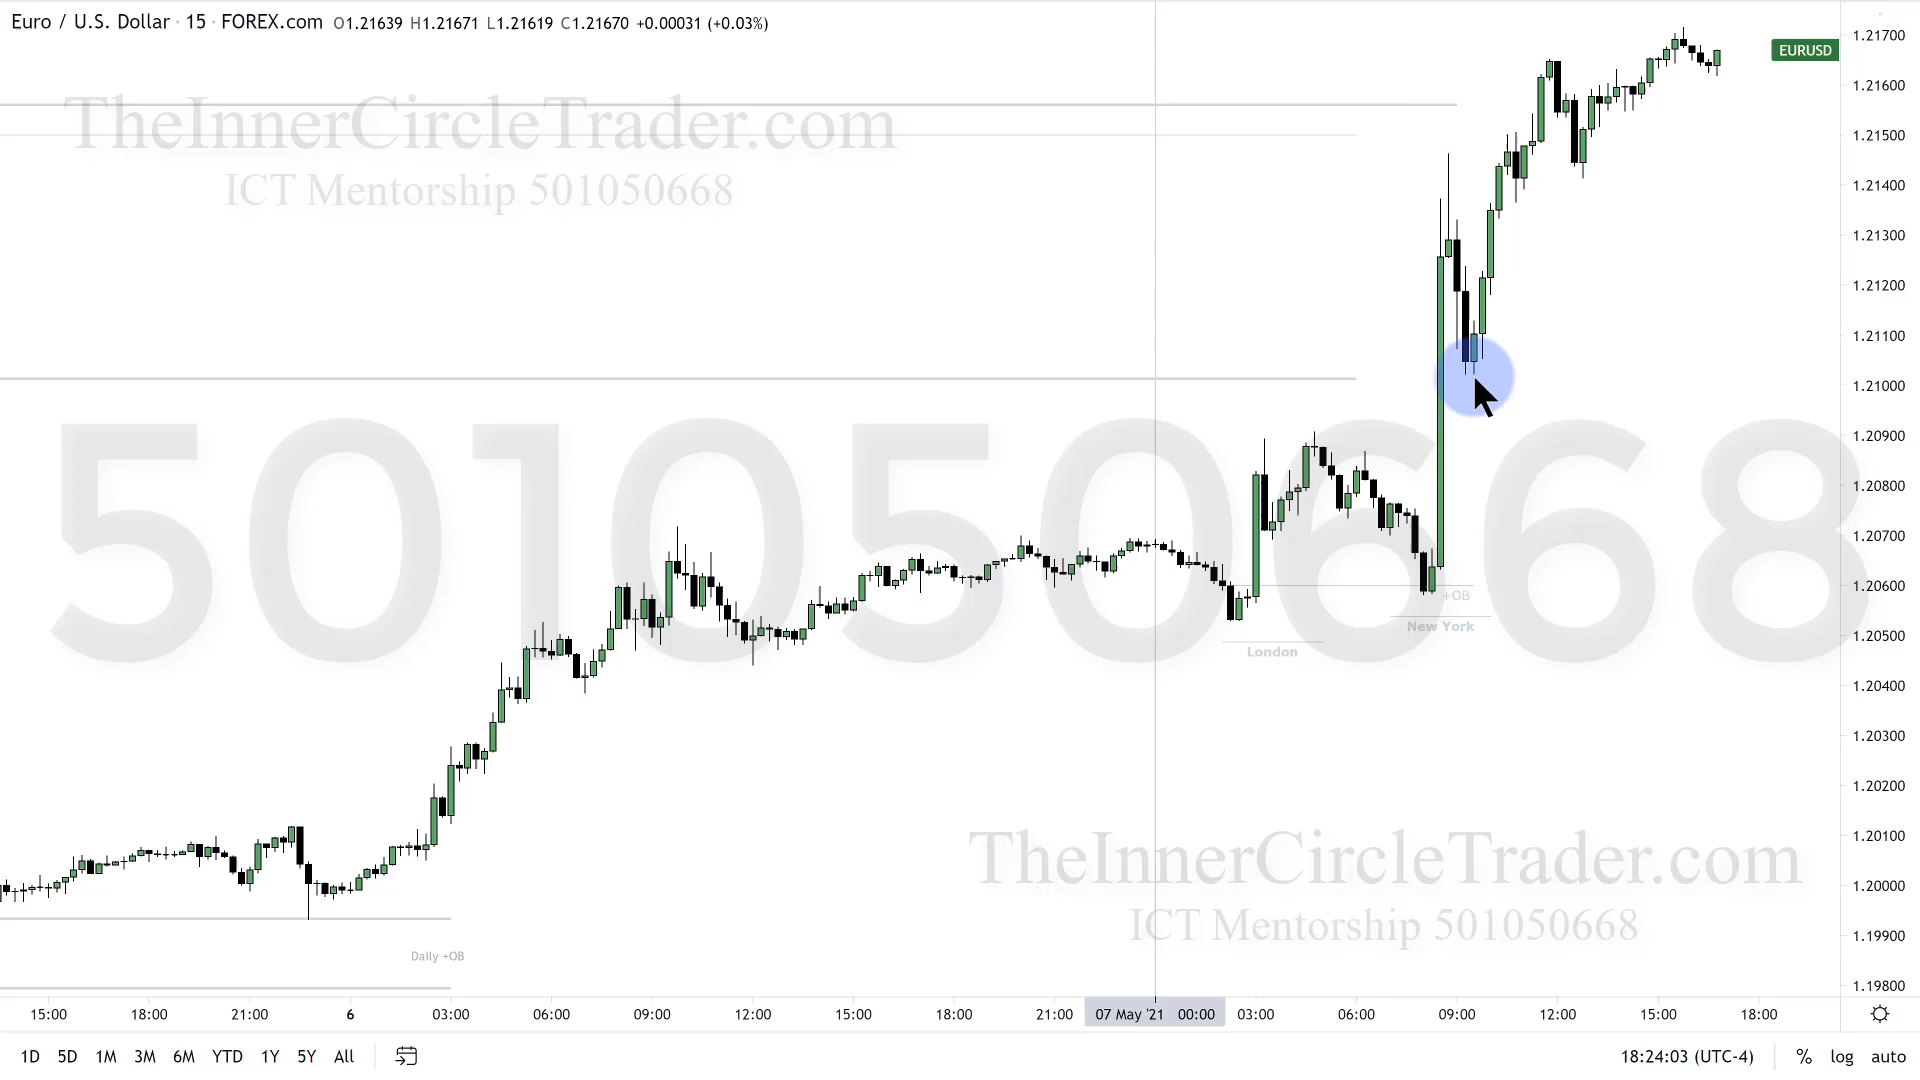 Euro / U.S. Dollar · 15 · FOREX.com O1.21639 H1.21671 L1.21619 C1.21670 +0.00031 (+0.03%)
1.21700
EURUSD
1.21600
TheInnerCircleTrader.com
1.21500
ICT Mentorship 501050668
1.21400
1.21300
1.21200
1.21100
1.21000
1.20900
501050668
1.20800
1.20700
1.20600
+OB
New York
1.20500
London
1.20400
1.20300
1.20200
1.20100
TheInnerCircleTrader.com
1.20000
ICT Mentorship 501050668
1.19900
Daily +OB
1.19800
15:00 18:00 21:00 6 03:00 06:00 09:00 12:00 15:00 18:00 21:00 07 May '21 00:00 03:00 06:00 09:00 12:00 15:00 18:00
1D 5D 1M 3M 6M YTD 1Y 5Y All 18:24:03 (UTC-4) % log auto